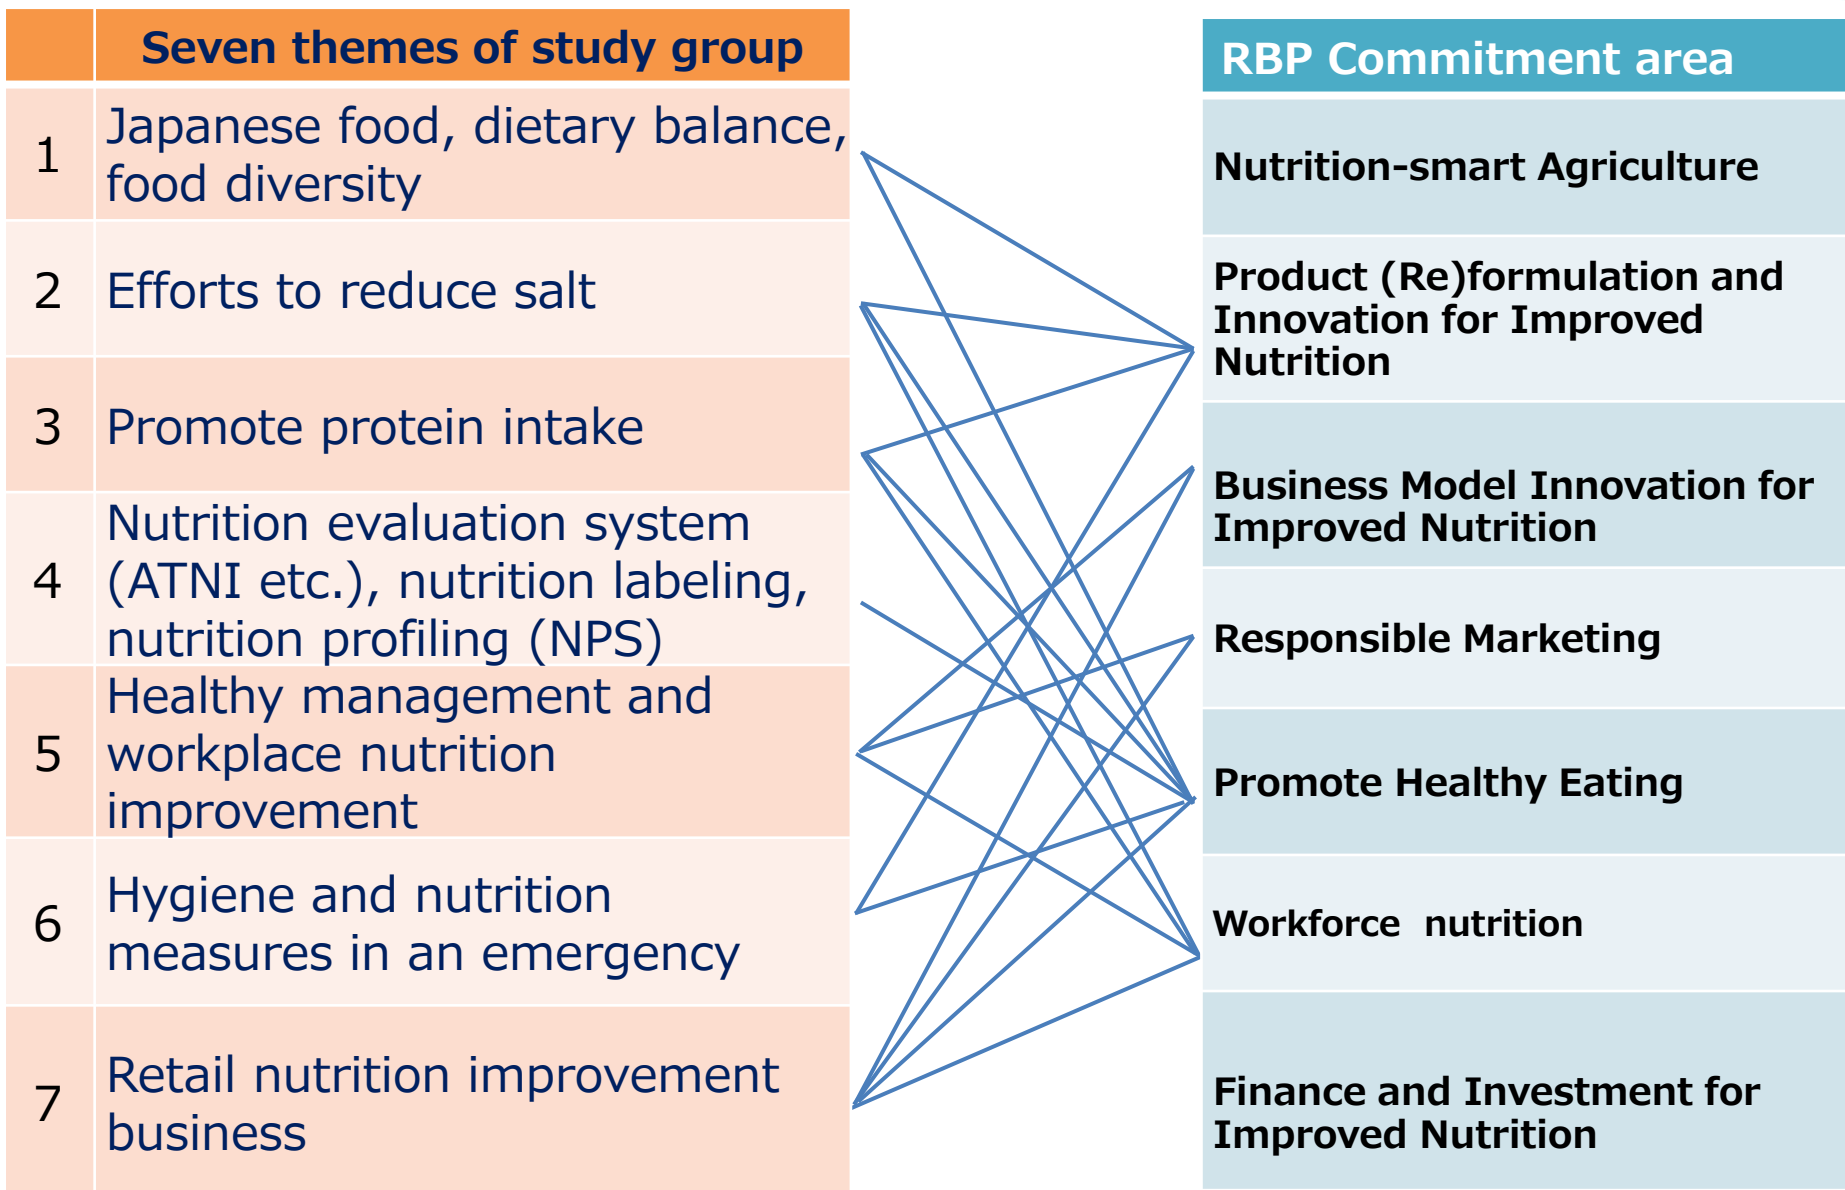 Seven themes of study group
1
Japanese food, dietary balance,
food diversity
2
Efforts to reduce salt
3
Promote protein intake
4
Nutrition evaluation system
(ATNI etc.), nutrition labeling,
nutrition profiling (NPS)
5
Healthy management and
workplace nutrition
improvement
6
Hygiene and nutrition
measures in an emergency
7
Retail nutrition improvement
business
RBP Commitment area
Nutrition-smart Agriculture
Product (Re)formulation and
Innovation for Improved
Nutrition
Business Model Innovation for
Improved Nutrition
Responsible Marketing
Promote Healthy Eating
Workforce nutrition
Finance and Investment for
Improved Nutrition